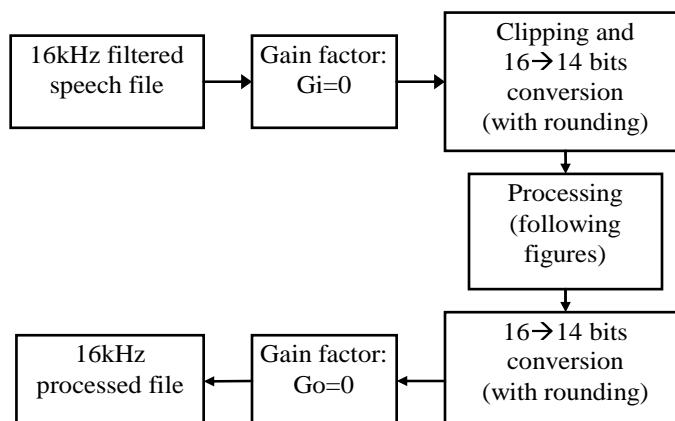 16kHz filtered
speech file
Gain factor:
Gi=0
Clipping and
16→14 bits
conversion
(with rounding)
Processing
(following
figures)
16→14 bits
conversion
(with rounding)
Gain factor:
Go=0
16kHz
processed file